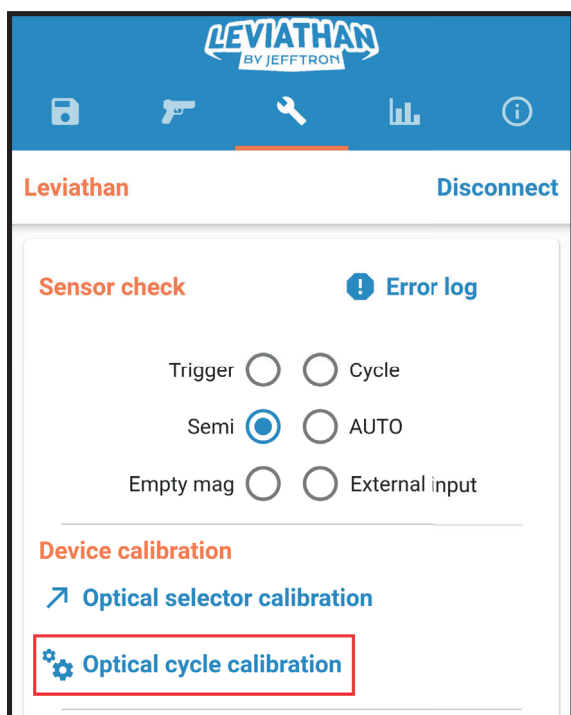 LEVIATHAN
BY JEFFTRON
Leviathan Disconnect
Sensor check Error log
Trigger Cycle
Semi AUTO
Empty mag External input
Device calibration
Optical selector calibration
Optical cycle calibration